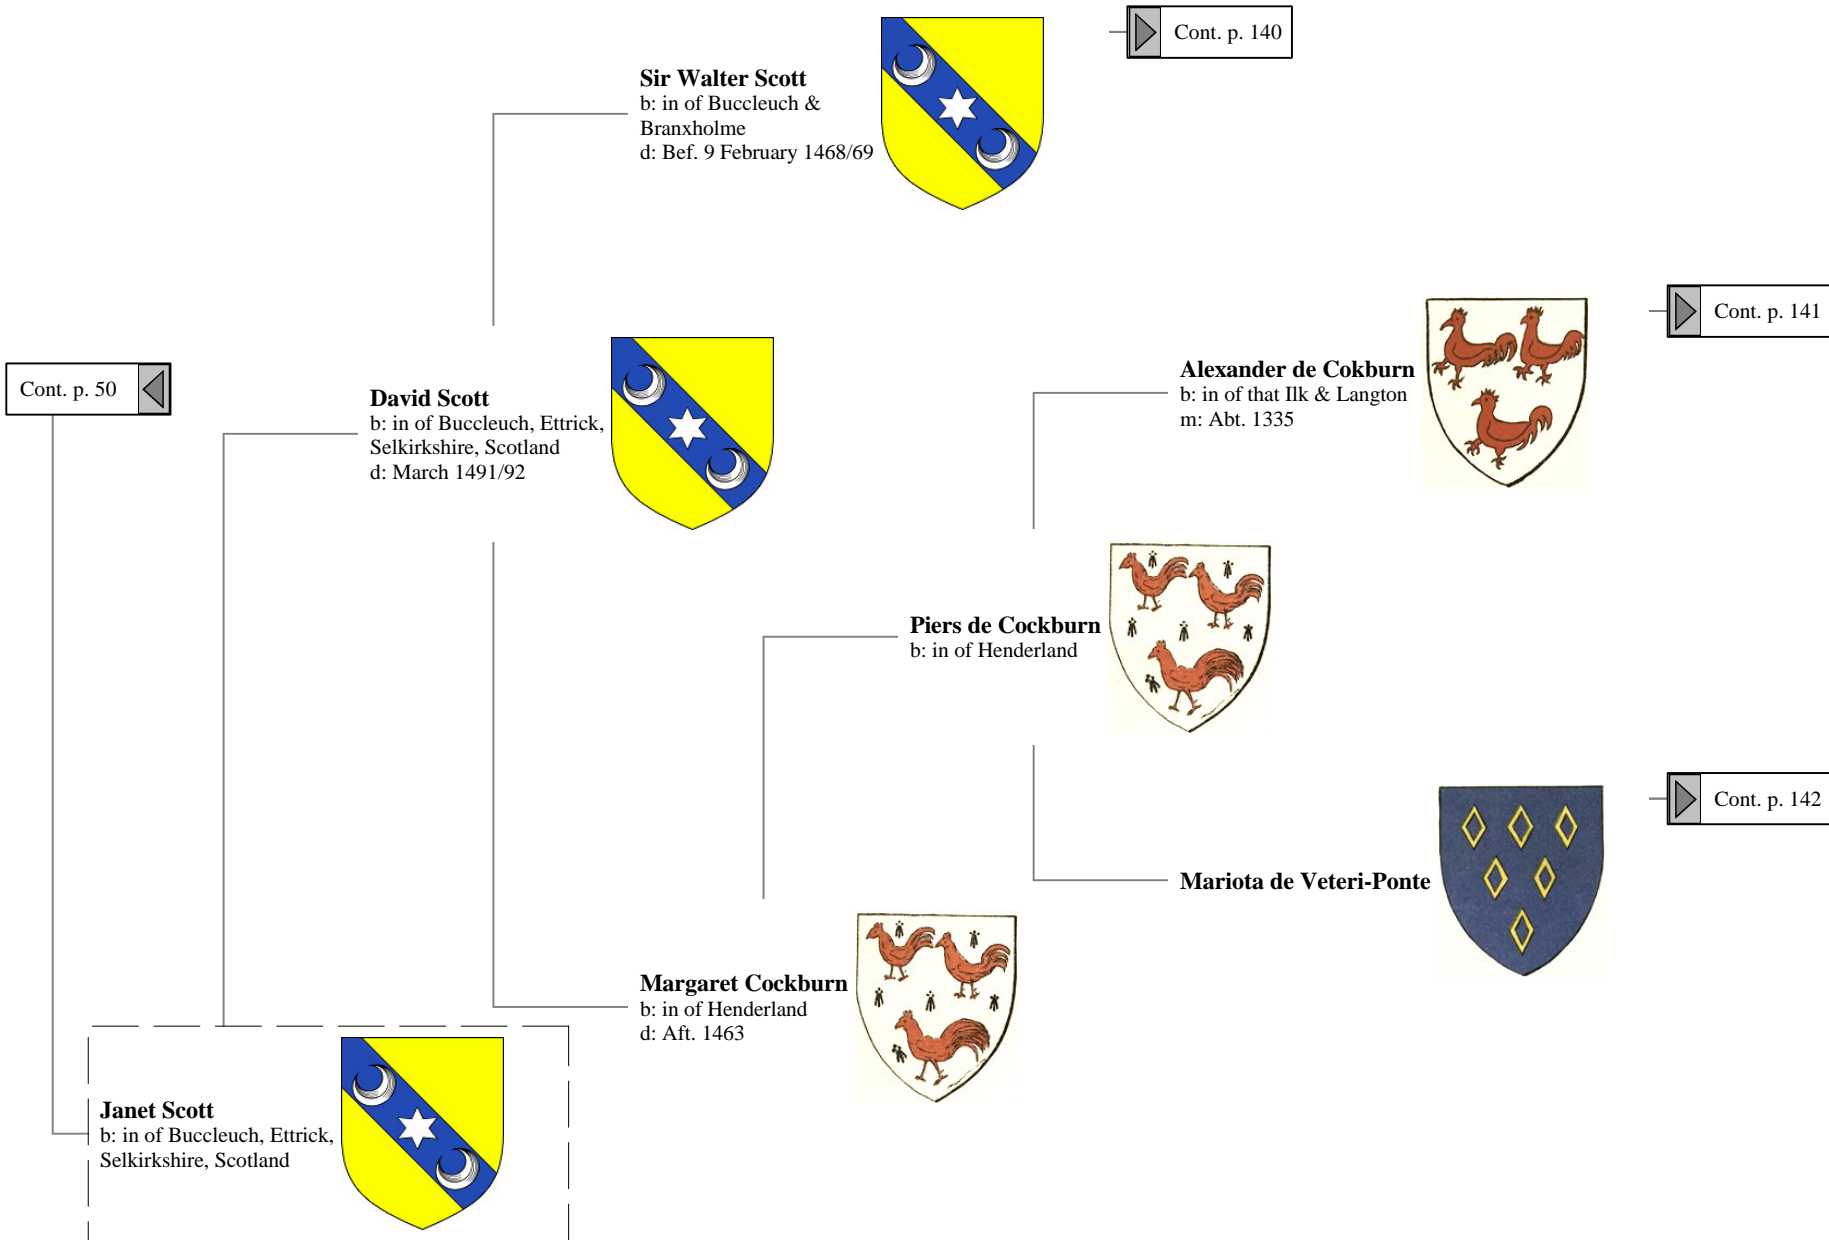 Cont. p. 140
Sir Walter Scott
b: in of Buccleuch &
Branxholme
d: Bef. 9 February 1468/69
Cont. p. 141
Alexander de Cokburn
b: in of that Ilk & Langton
m: Abt. 1335
Cont. p. 50
David Scott
b: in of Buccleuch, Ettrick,
Selkirkshire, Scotland
d: March 1491/92
Piers de Cockburn
b: in of Henderland
Cont. p. 142
Mariota de Veteri-Ponte
Margaret Cockburn
b: in of Henderland
d: Aft. 1463
Janet Scott
b: in of Buccleuch, Ettrick,
Selkirkshire, Scotland